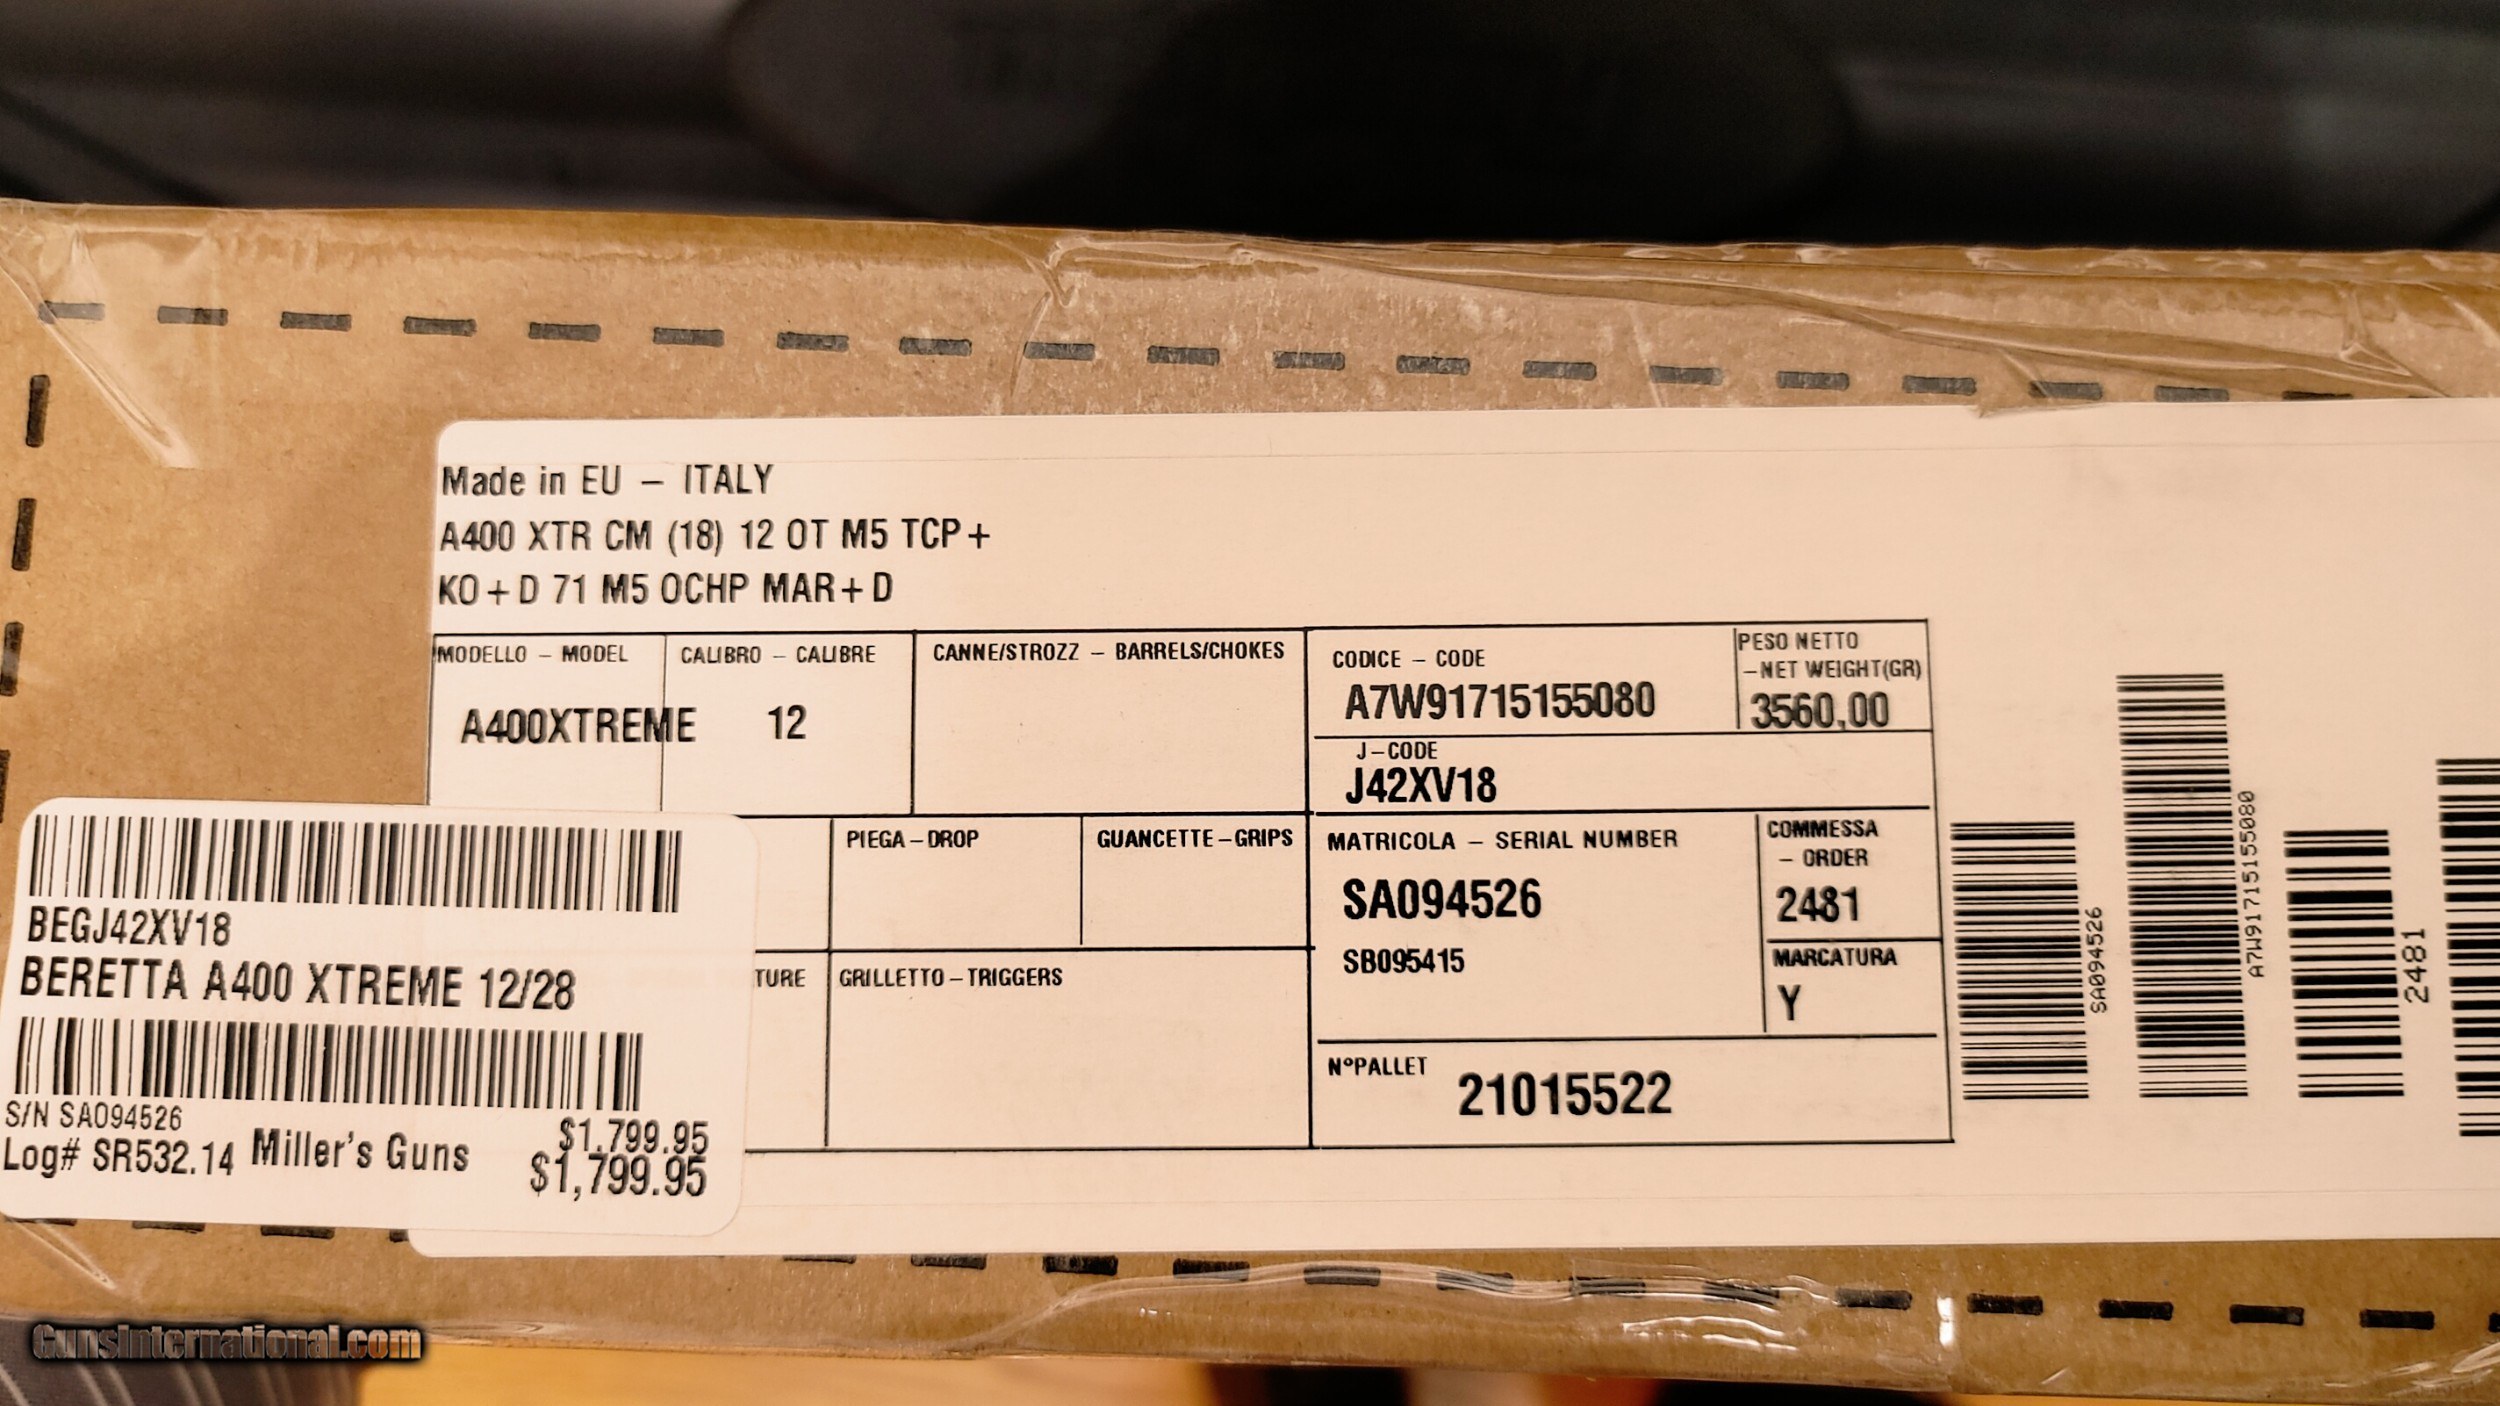 Made in EU – ITALY
A400 XTR CM (18) 12 OT M5 TCP+
KO+D 71 M5 OCHP MAR+D
MODELLO – MODEL
A400XTREME
CALIBRO – CALIBRE
12
CANNE/STROZZ – BARRELS/CHOKES
CODICE – CODE
A7W91715155080
PESO NETTO
–NET WEIGHT(GR)
3560,00
J–CODE
J42XV18
PIEGA–DROP
GUANCETTE–GRIPS
MATRICOLA – SERIAL NUMBER
SA094526
SB095415
COMMESSA
– ORDER
2481
MARCATURA
Y
TURE
GRILLETTO–TRIGGERS
N°PALLET
21015522
SA094526
A7W91715155080
2481
BEGJ42XV18
BERETTA A400 XTREME 12/28
S/N SA094526
$1,799.95
Log# SR532.14 Miller's Guns
$1,799.95
GunsInternational.com